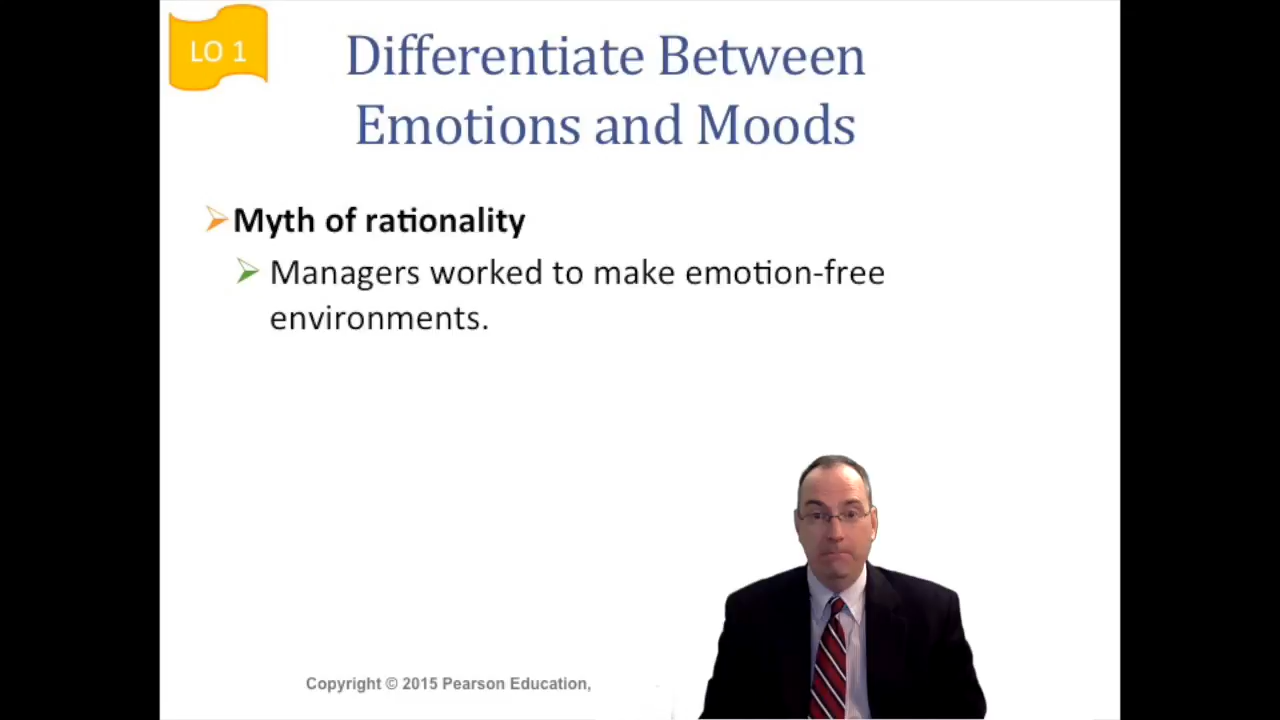 LO 1
Differentiate Between
Emotions and Moods
Myth of rationality
Managers worked to make emotion-free
environments.
Copyright © 2015 Pearson Education,